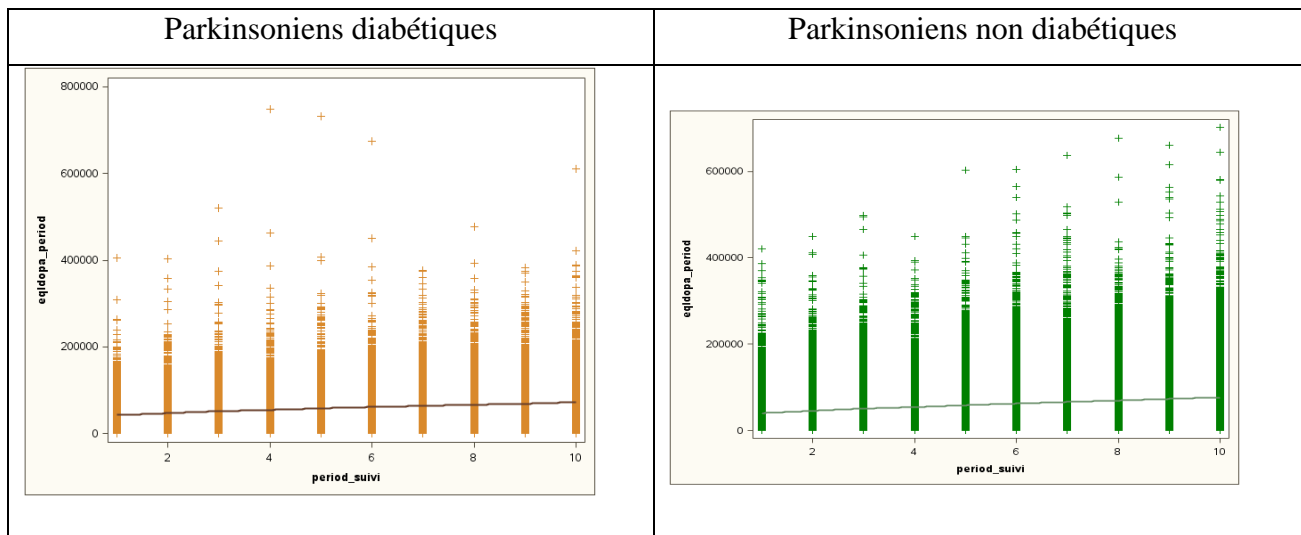 Parkinsoniens diabétiques
Parkinsoniens non diabétiques
800000
600000
400000
200000
0
eqldopa_period
2 4 6 8 10
period_suivi
600000
400000
200000
0
eqldopa_period
2 4 6 8 10
period_suivi